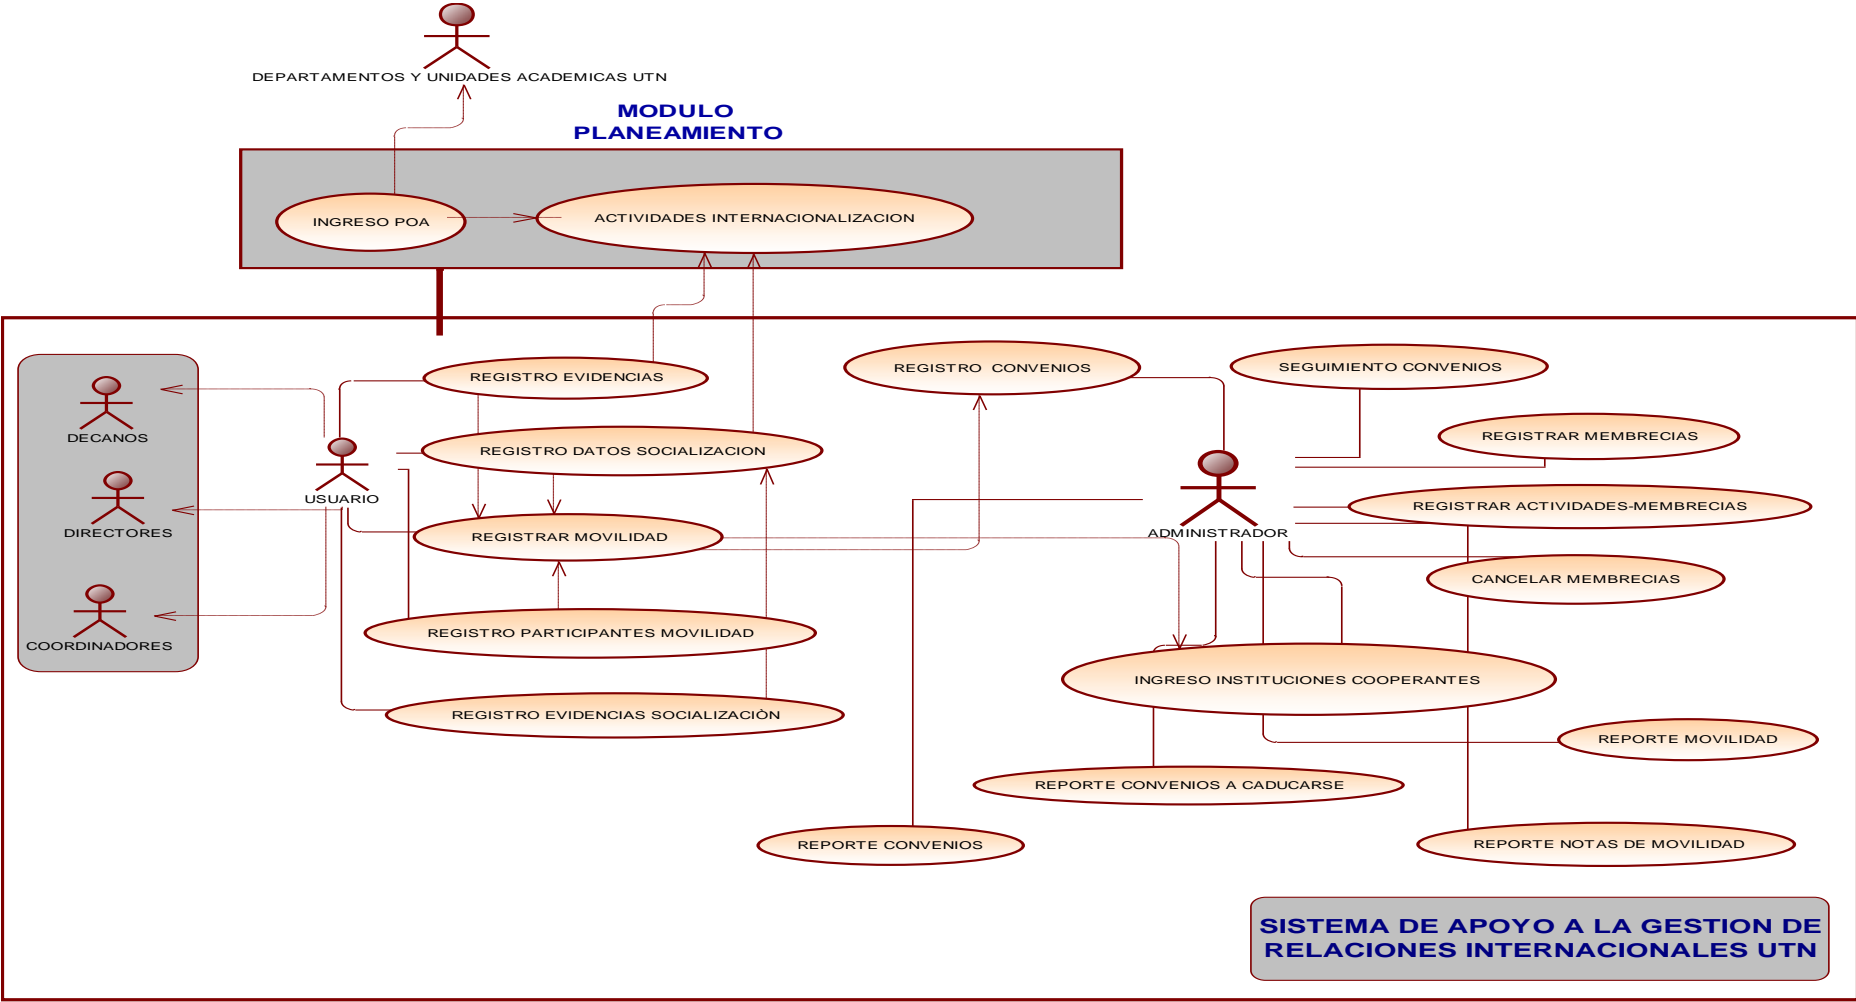 DEPARTAMENTOS Y UNIDADES ACADEMICAS UTN
MODULO
PLANEAMIENTO
INGRESO POA
ACTIVIDADES INTERNACIONALIZACION
REGISTRO EVIDENCIAS
REGISTRO  CONVENIOS
SEGUIMIENTO CONVENIOS
DECANOS
REGISTRAR MEMBRECIAS
REGISTRO DATOS SOCIALIZACION
USUARIO
REGISTRAR ACTIVIDADES-MEMBRECIAS
DIRECTORES
REGISTRAR MOVILIDAD
ADMINISTRADOR
CANCELAR MEMBRECIAS
COORDINADORES
REGISTRO PARTICIPANTES MOVILIDAD
INGRESO INSTITUCIONES COOPERANTES
REGISTRO EVIDENCIAS SOCIALIZACIÒN
REPORTE MOVILIDAD
REPORTE CONVENIOS A CADUCARSE
REPORTE CONVENIOS
REPORTE NOTAS DE MOVILIDAD
SISTEMA DE APOYO A LA GESTION DE
RELACIONES INTERNACIONALES UTN